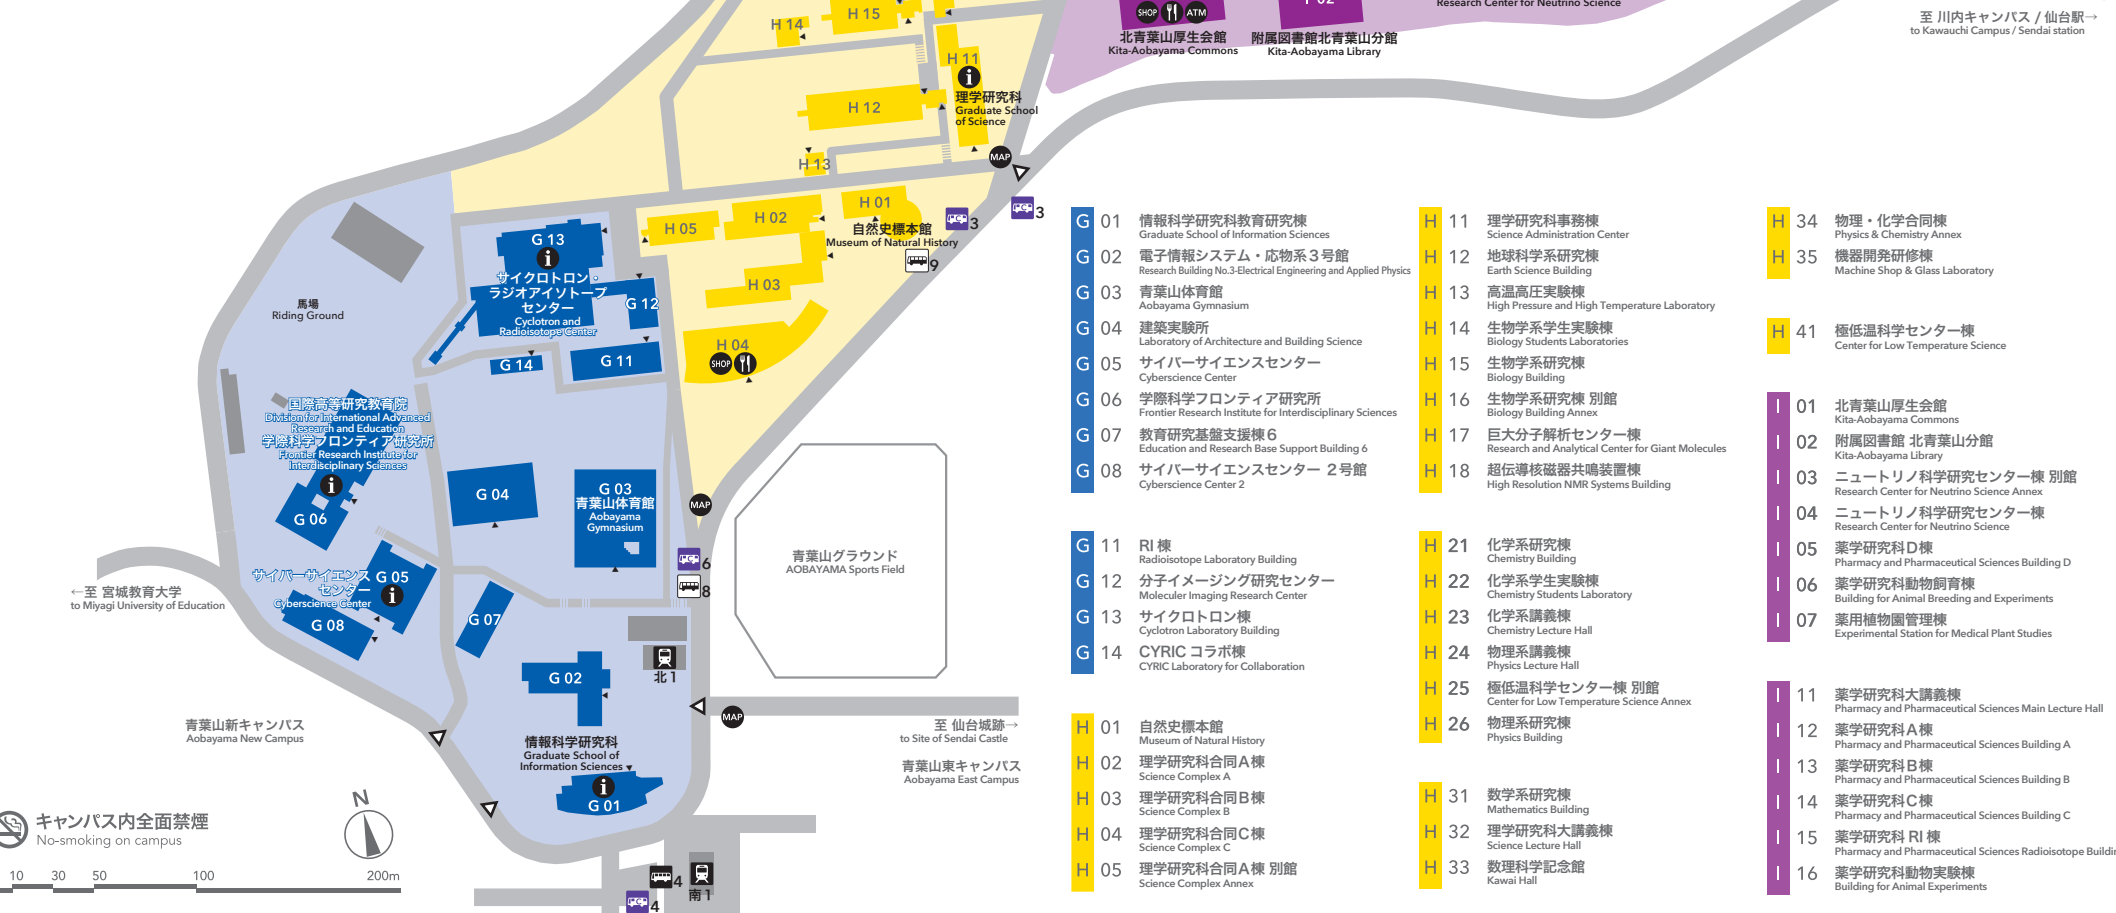 H 14
H 15
H 11
理学研究科
Graduate School
of Science
H 12
H 13
MAP
SHOP
ATM
北青葉山厚生会館
Kita-Aobayama Commons
附属図書館北青葉山分館
Kita-Aobayama Library
Research Center for Neutrino Science
至 川内キャンパス / 仙台駅→
to Kawauchi Campus / Sendai station
3
3
H 01
H 02
H 05
自然史標本館
Museum of Natural History
9
H 03
H 04
SHOP
G 13
サイクロトロン・
ラジオアイソトープ
センター
Cyclotron and
Radioisotope Center
G 12
G 11
G 14
馬場
Riding Ground
国際高等研究教育院
Division for International Advanced
Research and Education
学際科学フロンティア研究所
Frontier Research Institute for
Interdisciplinary Sciences
G 06
G 04
G 03
青葉山体育館
Aobayama
Gymnasium
MAP
6
8
青葉山グラウンド
AOBAYAMA Sports Field
←至 宮城教育大学
to Miyagi University of Education
サイバーサイエンス
センター
Cyberscience Center
G 05
G 08
G 07
北1
G 02
MAP
至 仙台城跡→
to Site of Sendai Castle
青葉山東キャンパス
Aobayama East Campus
青葉山新キャンパス
Aobayama New Campus
情報科学研究科
Graduate School of
Information Sciences
G 01
N
キャンパス内全面禁煙
No-smoking on campus
10 30 50 100 200m
4
南1
4
G 01 情報科学研究科教育研究棟
Graduate School of Information Sciences
G 02 電子情報システム・応物系3号館
Research Building No.3-Electrical Engineering and Applied Physics
G 03 青葉山体育館
Aobayama Gymnasium
G 04 建築実験所
Laboratory of Architecture and Building Science
G 05 サイバーサイエンスセンター
Cyberscience Center
G 06 学際科学フロンティア研究所
Frontier Research Institute for Interdisciplinary Sciences
G 07 教育研究基盤支援棟6
Education and Research Base Support Building 6
G 08 サイバーサイエンスセンター 2号館
Cyberscience Center 2
G 11 RI 棟
Radioisotope Laboratory Building
G 12 分子イメージング研究センター
Moleculer Imaging Research Center
G 13 サイクロトロン棟
Cyclotron Laboratory Building
G 14 CYRIC コラボ棟
CYRIC Laboratory for Collaboration
H 01 自然史標本館
Museum of Natural History
H 02 理学研究科合同A棟
Science Complex A
H 03 理学研究科合同B棟
Science Complex B
H 04 理学研究科合同C棟
Science Complex C
H 05 理学研究科合同A棟 別館
Science Complex Annex
H 11 理学研究科事務棟
Science Administration Center
H 12 地球科学系研究棟
Earth Science Building
H 13 高温高圧実験棟
High Pressure and High Temperature Laboratory
H 14 生物学系学生実験棟
Biology Students Laboratories
H 15 生物学系研究棟
Biology Building
H 16 生物学系研究棟 別館
Biology Building Annex
H 17 巨大分子解析センター棟
Research and Analytical Center for Giant Molecules
H 18 超伝導核磁器共鳴装置棟
High Resolution NMR Systems Building
H 21 化学系研究棟
Chemistry Building
H 22 化学系学生実験棟
Chemistry Students Laboratory
H 23 化学系講義棟
Chemistry Lecture Hall
H 24 物理系講義棟
Physics Lecture Hall
H 25 極低温科学センター棟 別館
Center for Low Temperature Science Annex
H 26 物理系研究棟
Physics Building
H 31 数学系研究棟
Mathematics Building
H 32 理学研究科大講義棟
Science Lecture Hall
H 33 数理科学記念館
Kawai Hall
H 34 物理・化学合同棟
Physics & Chemistry Annex
H 35 機器開発研修棟
Machine Shop & Glass Laboratory
H 41 極低温科学センター棟
Center for Low Temperature Science
I 01 北青葉山厚生会館
Kita-Aobayama Commons
I 02 附属図書館 北青葉山分館
Kita-Aobayama Library
I 03 ニュートリノ科学研究センター棟 別館
Research Center for Neutrino Science Annex
I 04 ニュートリノ科学研究センター棟
Research Center for Neutrino Science
I 05 薬学研究科D棟
Pharmacy and Pharmaceutical Sciences Building D
I 06 薬学研究科動物飼育棟
Building for Animal Breeding and Experiments
I 07 薬用植物園管理棟
Experimental Station for Medical Plant Studies
I 11 薬学研究科大講義棟
Pharmacy and Pharmaceutical Sciences Main Lecture Hall
I 12 薬学研究科A棟
Pharmacy and Pharmaceutical Sciences Building A
I 13 薬学研究科B棟
Pharmacy and Pharmaceutical Sciences Building B
I 14 薬学研究科C棟
Pharmacy and Pharmaceutical Sciences Building C
I 15 薬学研究科 RI 棟
Pharmacy and Pharmaceutical Sciences Radioisotope
I 16 薬学研究科動物実験棟
Building for Animal Experiments